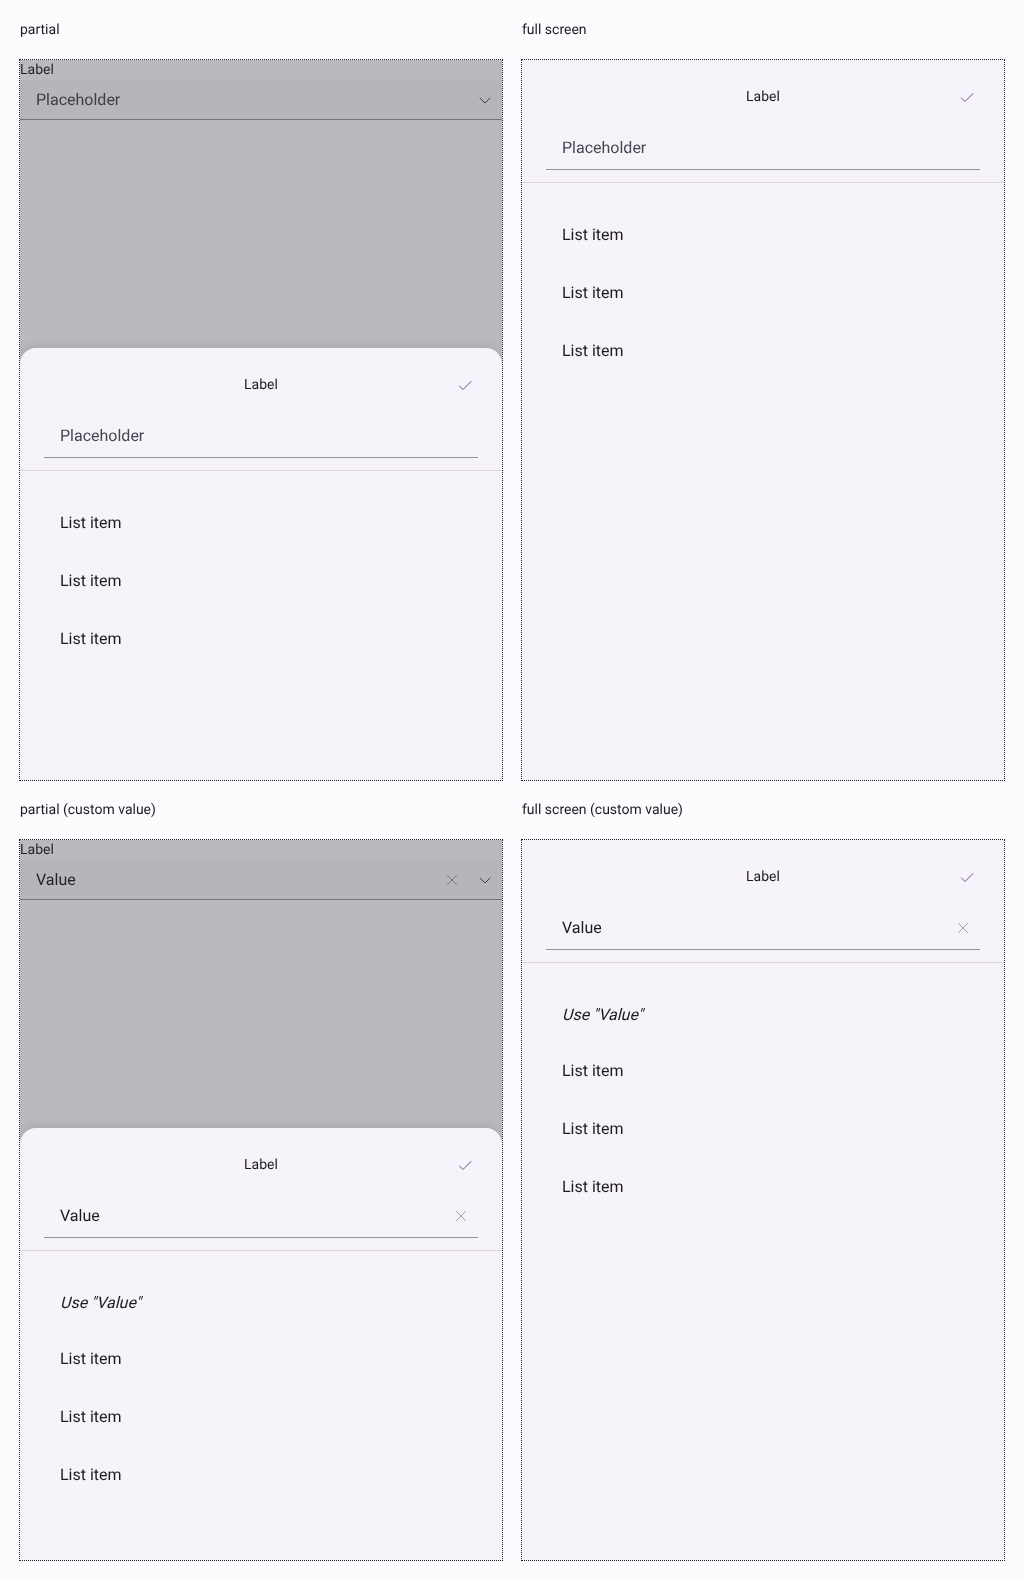 partial
Label
Placeholder
Label
Placeholder
List item
List item
List item
full screen
Label
Placeholder
List item
List item
List item
partial (custom value)
Label
Value
Label
Value
Use "Value"
List item
List item
List item
full screen (custom value)
Label
Value
Use "Value"
List item
List item
List item